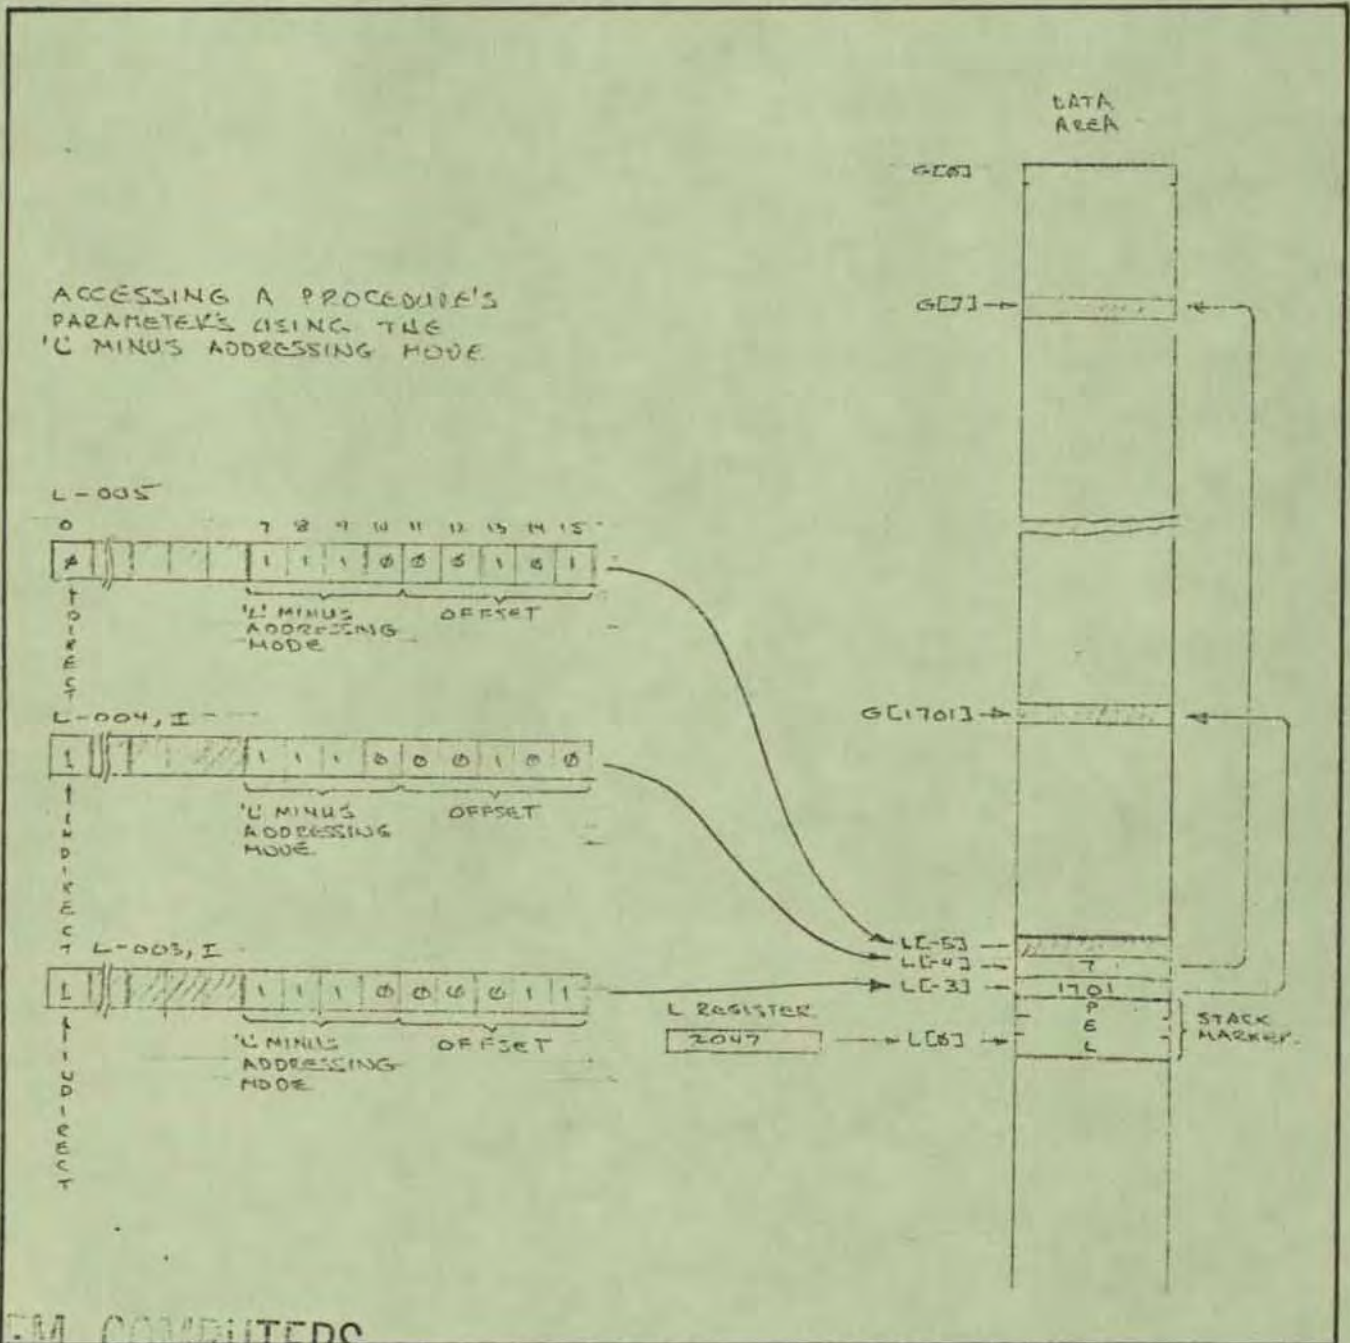 DATA
AREA
G[0]
ACCESSING A PROCEDURE'S
PARAMETERS USING THE
'L' MINUS ADDRESSING MODE
G[7]
L-005
0 7 8 9 10 11 12 13 14 15
0 1 1 1 0 0 0 1 0 1
'L' MINUS
ADDRESSING
MODE
OFFSET
DIRECT
L-004, I
G[1701]
1 1 1 1 0 0 0 1 0 0
'L' MINUS
ADDRESSING
MODE
OFFSET
INDIRECT
L-003, I
L[-5]
L[-4] 7
L[-3] 1701
1 1 1 1 0 0 0 0 1 1
'L' MINUS
ADDRESSING
MODE
OFFSET
INDIRECT
L REGISTER
2047
L[0]
P
E
L
STACK
MARKER
EM COMPUTERS